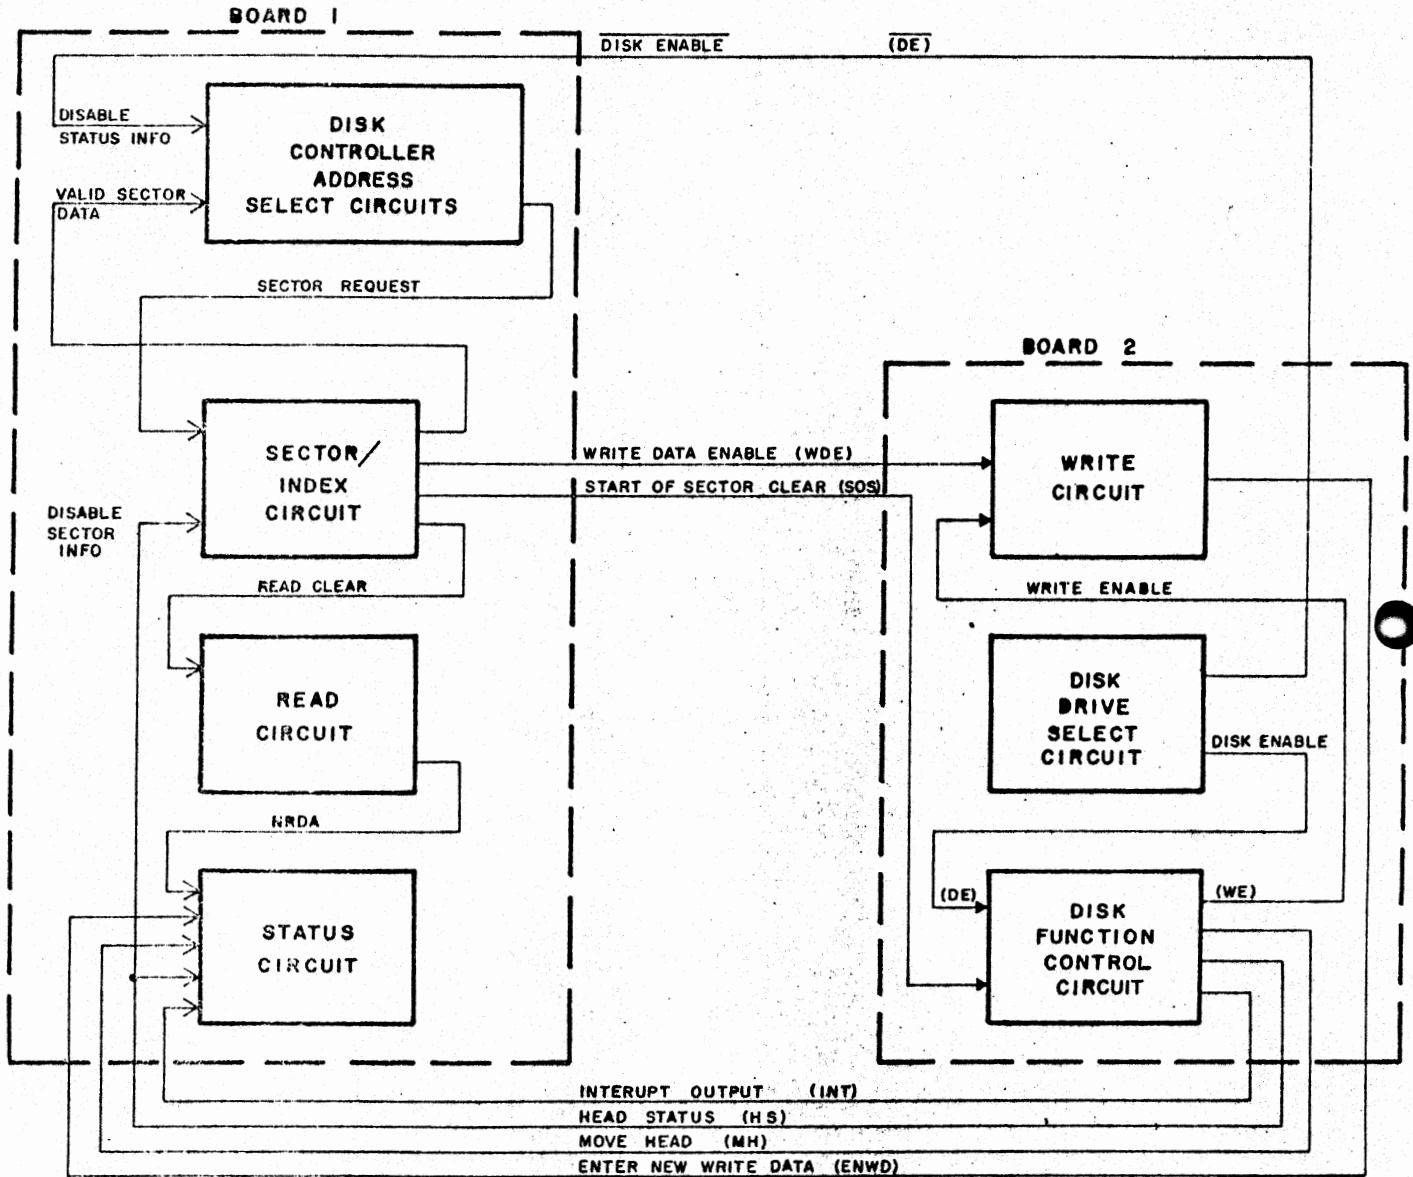 BOARD 1
DISK ENABLE (DE)
DISABLE
STATUS INFO
DISK
CONTROLLER
ADDRESS
SELECT CIRCUITS
VALID SECTOR
DATA
SECTOR REQUEST
BOARD 2
SECTOR/
INDEX
CIRCUIT
WRITE DATA ENABLE (WDE)
START OF SECTOR CLEAR (SOS)
WRITE
CIRCUIT
DISABLE
SECTOR
INFO
READ CLEAR
WRITE ENABLE
READ
CIRCUIT
DISK
DRIVE
SELECT
CIRCUIT
DISK ENABLE
NRDA
STATUS
CIRCUIT
(DE)
(WE)
DISK
FUNCTION
CONTROL
CIRCUIT
INTERUPT OUTPUT (INT)
HEAD STATUS (HS)
MOVE HEAD (MH)
ENTER NEW WRITE DATA (ENWD)